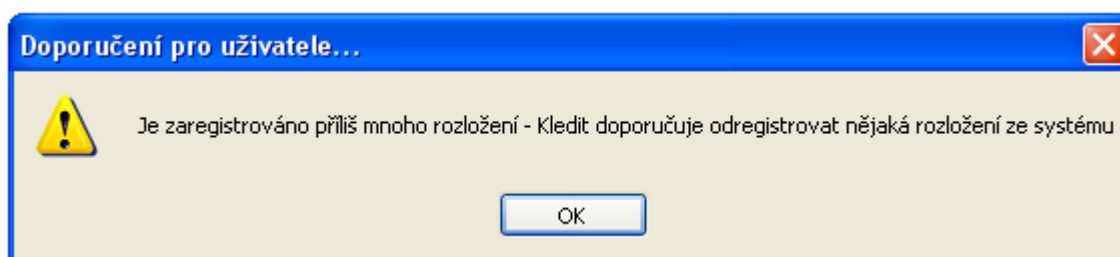 Doporučení pro uživatele...
Je zaregistrováno příliš mnoho rozložení - Kledit doporučuje odregistrovat nějaká rozložení ze systému
OK